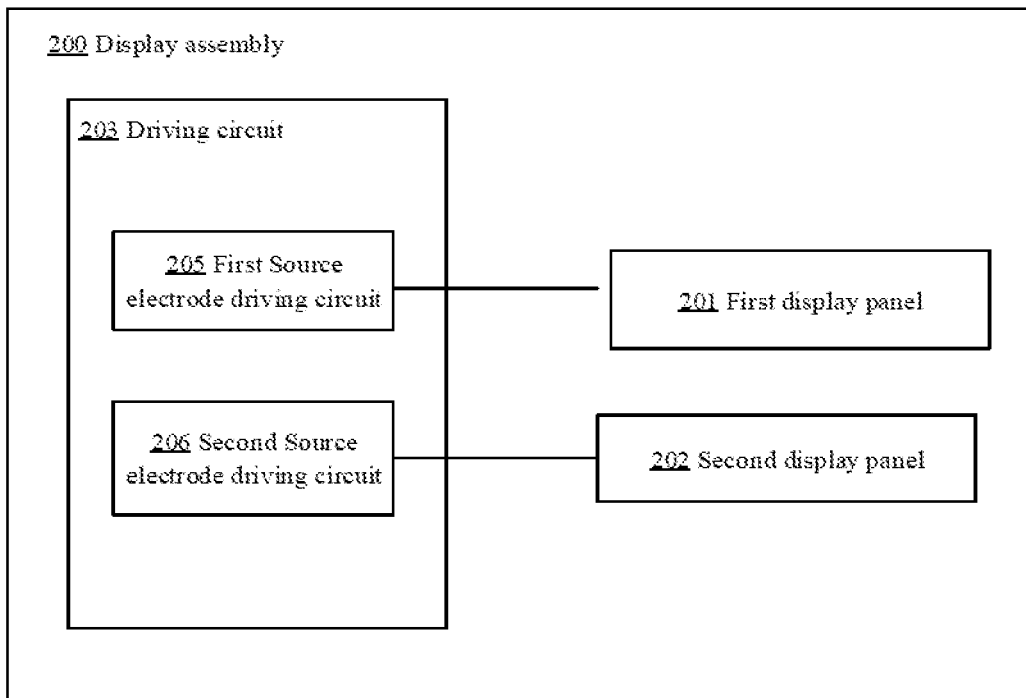 200 Display assembly
203 Driving circuit
205 First Source
electrode driving circuit
201 First display panel
206 Second Source
electrode driving circuit
202 Second display panel